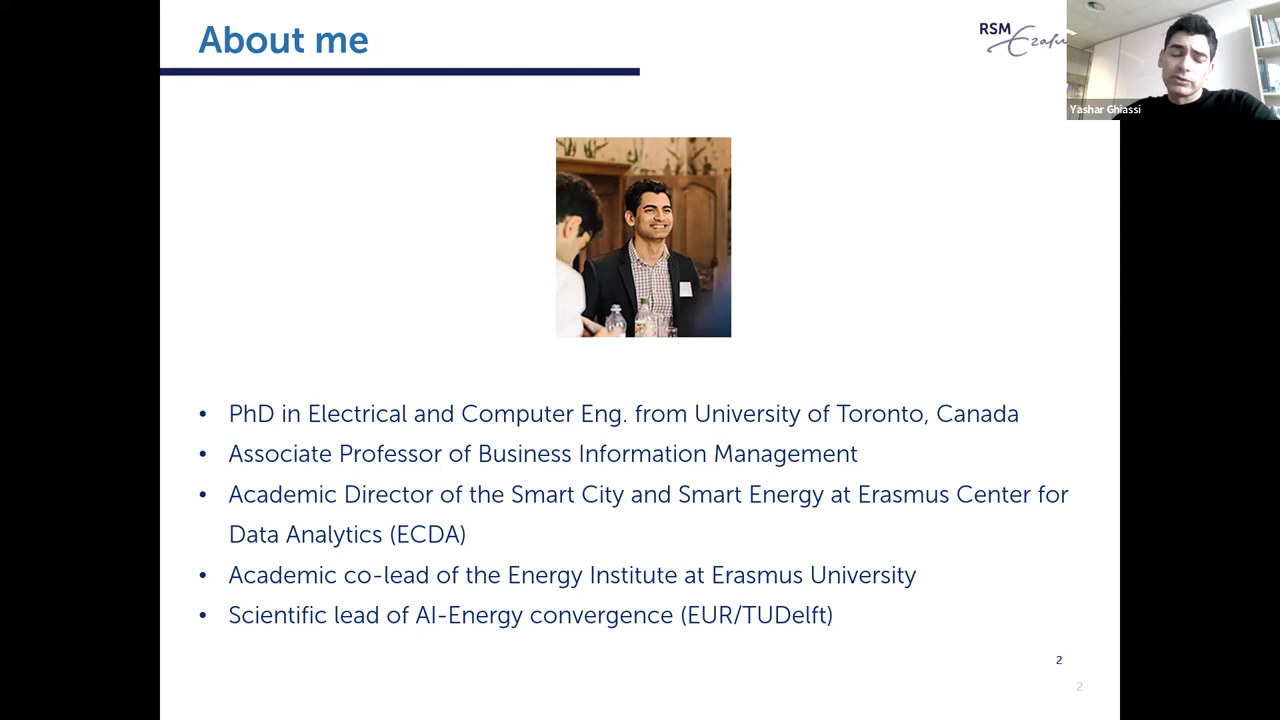 About me
RSM
Yashar Ghiassi
• PhD in Electrical and Computer Eng. from University of Toronto, Canada
• Associate Professor of Business Information Management
• Academic Director of the Smart City and Smart Energy at Erasmus Center for
Data Analytics (ECDA)
• Academic co-lead of the Energy Institute at Erasmus University
• Scientific lead of AI-Energy convergence (EUR/TUDelft)
2
2